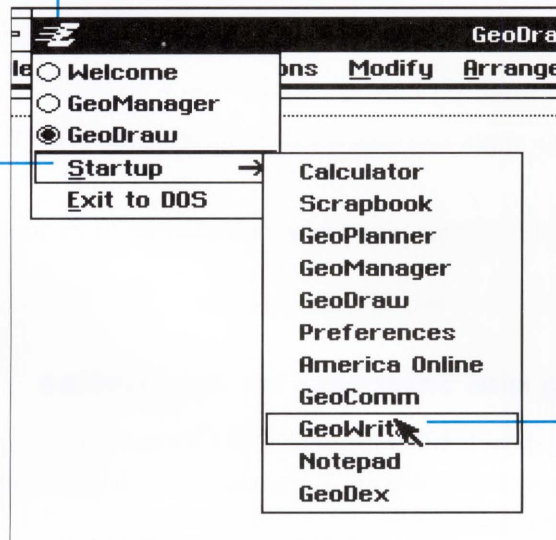 GeoDra
le
ons Modify Arrange
Welcome
GeoManager
GeoDraw
Startup →
Exit to DOS
Calculator
Scrapbook
GeoPlanner
GeoManager
GeoDraw
Preferences
America Online
GeoComm
GeoWrite
Notepad
GeoDex